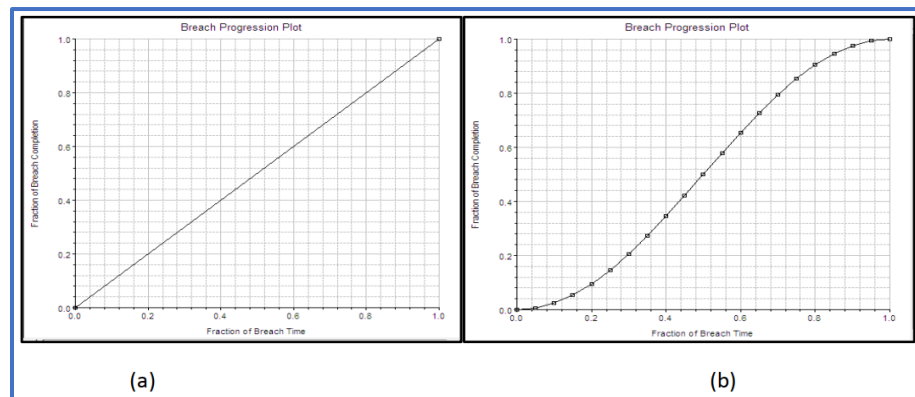 Breach Progression Plot
1.0
0.8
0.6
0.4
0.2
0.0
0.0 0.2 0.4 0.6 0.8 1.0
Fraction of Breach Completion
Fraction of Breach Time
Breach Progression Plot
1.0
0.8
0.6
0.4
0.2
0.0
0.0 0.2 0.4 0.6 0.8 1.0
Fraction of Breach Completion
Fraction of Breach Time
(a) (b)